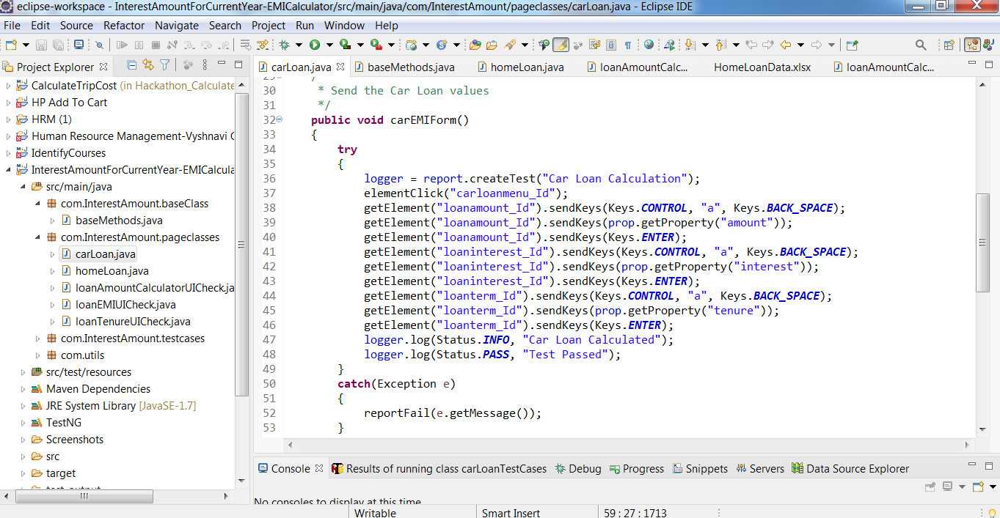 eclipse-workspace - InterestAmountForCurrentYear-EMICalculator/src/main/java/com/InterestAmount/pageclasses/carLoan.java - Eclipse IDE
File Edit Source Refactor Navigate Search Project Run Window Help
Project Explorer
CalculateTripCost (in Hackathon_Calculate
HP Add To Cart
HRM (1)
Human Resource Management-Vyshnavi
IdentifyCourses
InterestAmountForCurrentYear-EMICalcula
src/main/java
com.InterestAmount.baseClass
baseMethods.java
com.InterestAmount.pageclasses
carLoan.java
homeLoan.java
loanAmountCalculatorUICheck.ja
loanEMIUICheck.java
loanTenureUICheck.java
com.InterestAmount.testcases
com.utils
src/test/resources
Maven Dependencies
JRE System Library [JavaSE-1.7]
TestNG
Screenshots
src
target
carLoan.java baseMethods.java homeLoan.java loanAmountCalc... HomeLoanData.xlsx loanAmountCalc...
30 * Send the Car Loan values
31 */
32 public void carEMIForm()
33 {
34 try
35 {
36 logger = report.createTest("Car Loan Calculation");
37 elementClick("carloanmenu_Id");
38 getElement("loanamount_Id").sendKeys(Keys.CONTROL, "a", Keys.BACK_SPACE);
39 getElement("loanamount_Id").sendKeys(prop.getProperty("amount"));
40 getElement("loanamount_Id").sendKeys(Keys.ENTER);
41 getElement("loaninterest_Id").sendKeys(Keys.CONTROL, "a", Keys.BACK_SPACE);
42 getElement("loaninterest_Id").sendKeys(prop.getProperty("interest"));
43 getElement("loaninterest_Id").sendKeys(Keys.ENTER);
44 getElement("loanterm_Id").sendKeys(Keys.CONTROL, "a", Keys.BACK_SPACE);
45 getElement("loanterm_Id").sendKeys(prop.getProperty("tenure"));
46 getElement("loanterm_Id").sendKeys(Keys.ENTER);
47 logger.log(Status.INFO, "Car Loan Calculated");
48 logger.log(Status.PASS, "Test Passed");
49 }
50 catch(Exception e)
51 {
52 reportFail(e.getMessage());
53 }
Console Results of running class carLoanTestCases Debug Progress Snippets Servers Data Source Explorer
No consoles to display at this time.
Writable Smart Insert 59 : 27 : 1713